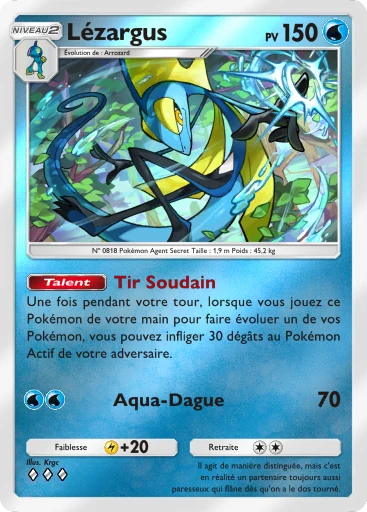 NIVEAU 2
Lézargus
PV 150
Évolution de : Arrozard
N° 0818 Pokémon Agent Secret Taille : 1,9 m Poids : 45,2 kg
Talent Tir Soudain
Une fois pendant votre tour, lorsque vous jouez ce
Pokémon de votre main pour faire évoluer un de vos
Pokémon, vous pouvez infliger 30 dégâts au Pokémon
Actif de votre adversaire.
Aqua-Dague 70
Faiblesse +20 Retraite
Illus. Krgc
Il agit de manière distinguée, mais c'est
en réalité un partenaire toujours aussi
paresseux qui flâne dès qu'on a le dos tourné.